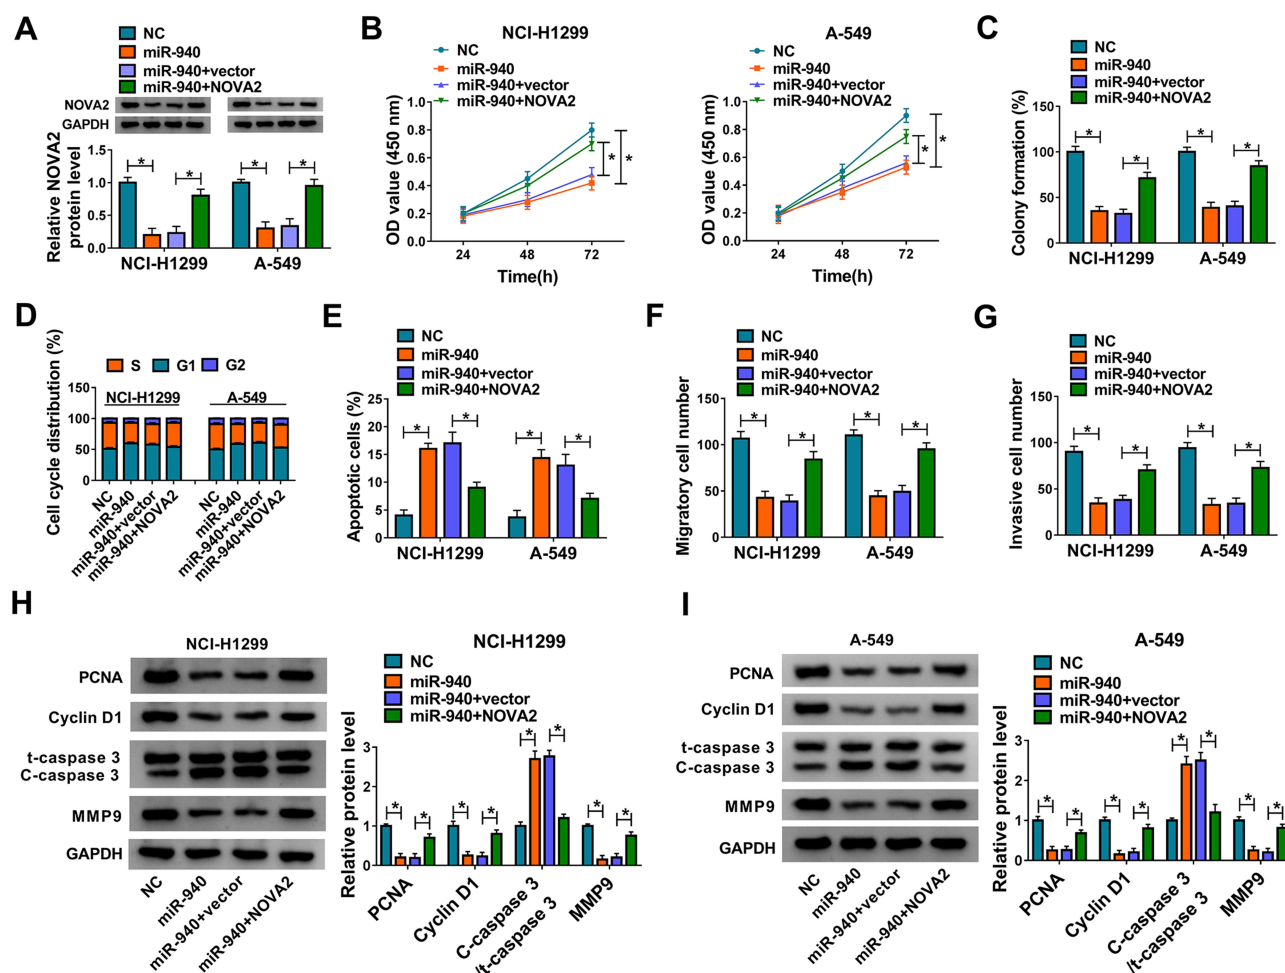 A
NC
miR-940
miR-940+vector
miR-940+NOVA2
NOVA2
GAPDH
Relative NOVA2
protein level
1.5
1.0
0.5
0.0
* * * *
NCI-H1299 A-549
B
NCI-H1299
NC
miR-940
miR-940+vector
miR-940+NOVA2
OD value (450 nm)
1.0
0.8
0.6
0.4
0.2
0.0
* *
24 48 72
Time(h)
A-549
NC
miR-940
miR-940+vector
miR-940+NOVA2
OD value (450 nm)
1.0
0.8
0.6
0.4
0.2
0.0
* *
24 48 72
Time(h)
C
NC
miR-940
miR-940+vector
miR-940+NOVA2
Colony formation (%)
150
100
50
0
* * * *
NCI-H1299 A-549
D
S G1 G2
Cell cycle distribution (%)
150
100
50
0
NCI-H1299 A-549
NC
miR-940
miR-940+vector
miR-940+NOVA2
NC
miR-940
miR-940+vector
miR-940+NOVA2
E
NC
miR-940
miR-940+vector
miR-940+NOVA2
Apoptotic cells (%)
25
20
15
10
5
0
* * * *
NCI-H1299 A-549
F
NC
miR-940
miR-940+vector
miR-940+NOVA2
Migratory cell number
150
100
50
0
* * * *
NCI-H1299 A-549
G
NC
miR-940
miR-940+vector
miR-940+NOVA2
Invasive cell number
150
100
50
0
* * * *
NCI-H1299 A-549
H
NCI-H1299
PCNA
Cyclin D1
t-caspase 3
C-caspase 3
MMP9
GAPDH
NC
miR-940
miR-940+vector
miR-940+NOVA2
NCI-H1299
NC
miR-940
miR-940+vector
miR-940+NOVA2
Relative protein level
3
2
1
0
* * * * * * * *
PCNA
Cyclin D1
C-caspase 3
/t-caspase 3
MMP9
I
A-549
PCNA
Cyclin D1
t-caspase 3
C-caspase 3
MMP9
GAPDH
NC
miR-940
miR-940+vector
miR-940+NOVA2
A-549
NC
miR-940
miR-940+vector
miR-940+NOVA2
Relative protein level
3
2
1
0
* * * * * * * *
PCNA
Cyclin D1
C-caspase 3
/t-caspase 3
MMP9